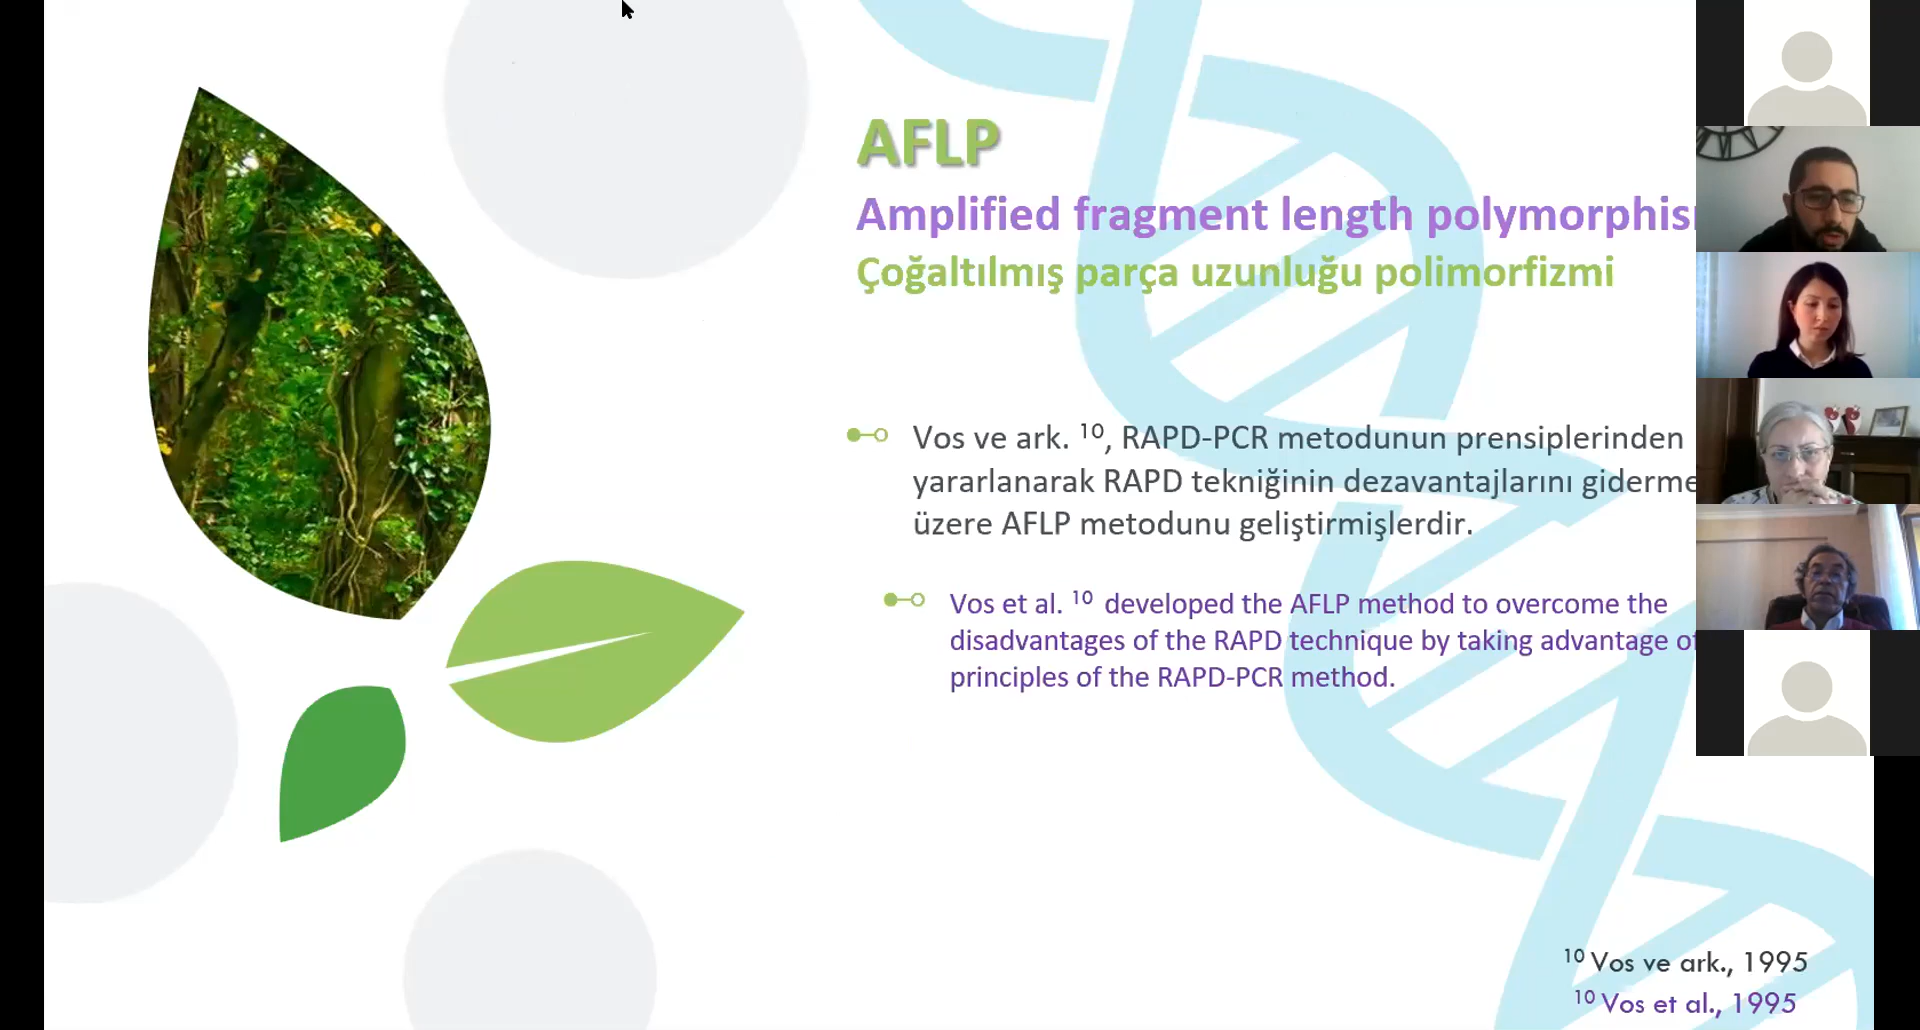 AFLP
Amplified fragment length
Çoğaltılmış parça uzunluğu polimorfizmi
Vos ve ark. ¹⁰, RAPD-PCR metodunun prensiplerinden
yararlanarak RAPD tekniğinin dezavantajlarını
üzere AFLP metodunu geliştirmişlerdir.
Vos et al. ¹⁰ developed the AFLP method to overcome the
disadvantages of the RAPD technique by taking advantage
principles of the RAPD-PCR method.
¹⁰ Vos ve ark., 1995
¹⁰ Vos et al., 1995